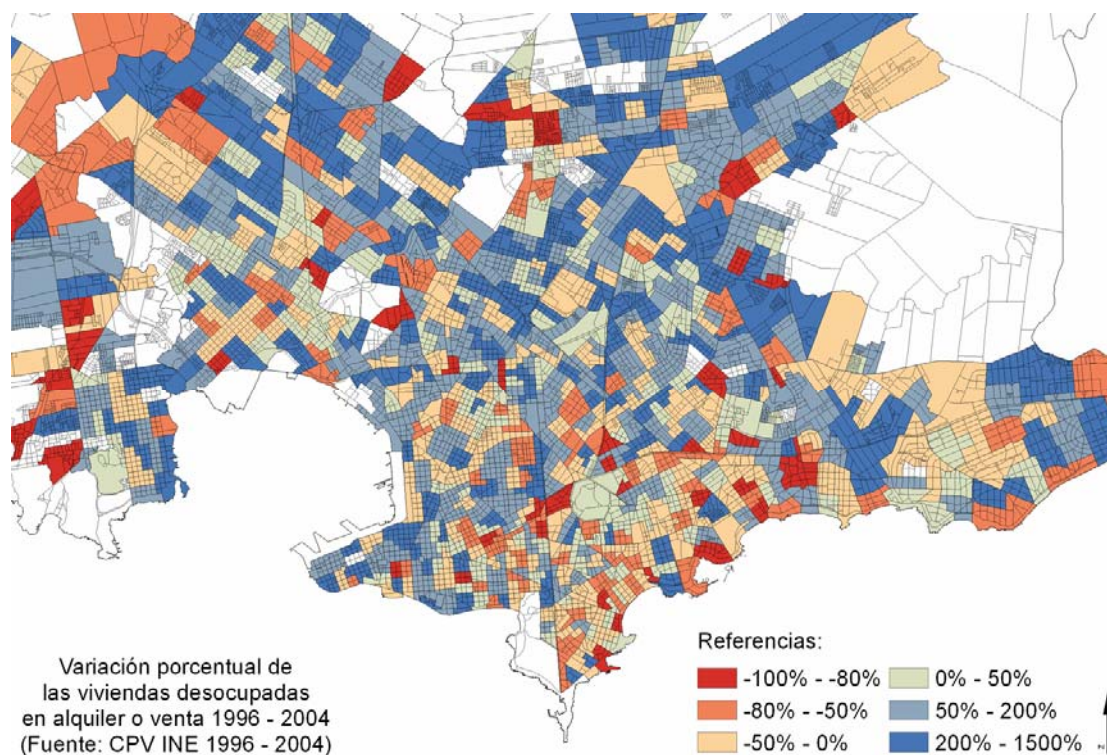 Variación porcentual de
las viviendas desocupadas
en alquiler o venta 1996 - 2004
(Fuente: CPV INE 1996 - 2004)
Referencias:
-100% - -80%
-80% - -50%
-50% - 0%
0% - 50%
50% - 200%
200% - 1500%